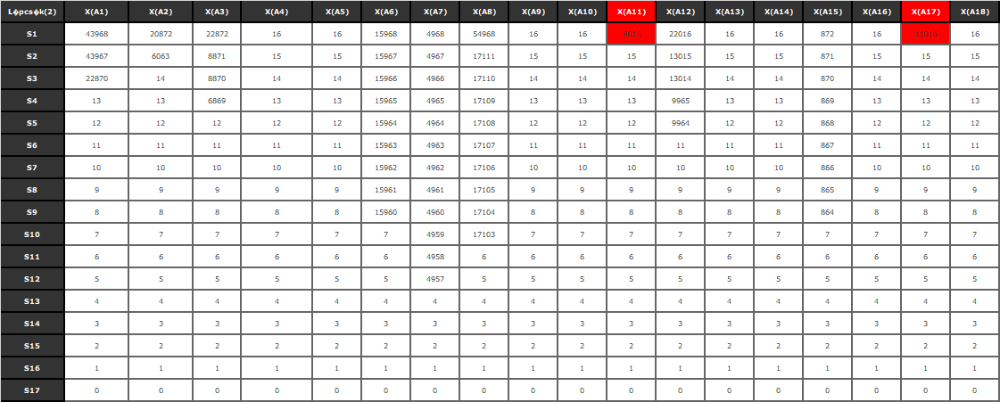 L�pcs�k(2) X(A1) X(A2) X(A3) X(A4) X(A5) X(A6) X(A7) X(A8) X(A9) X(A10) X(A11) X(A12) X(A13) X(A14) X(A15) X(A16) X(A17) X(A18)
S1 43968 20872 22872 16 16 15968 4968 54968 16 16 9016 22016 16 16 872 16 11016 16
S2 43967 6063 8871 15 15 15967 4967 17111 15 15 15 13015 15 15 871 15 15 15
S3 22870 14 8870 14 14 15966 4966 17110 14 14 14 13014 14 14 870 14 14 14
S4 13 13 6869 13 13 15965 4965 17109 13 13 13 9965 13 13 869 13 13 13
S5 12 12 12 12 12 15964 4964 17108 12 12 12 9964 12 12 868 12 12 12
S6 11 11 11 11 11 15963 4963 17107 11 11 11 11 11 11 867 11 11 11
S7 10 10 10 10 10 15962 4962 17106 10 10 10 10 10 10 866 10 10 10
S8 9 9 9 9 9 15961 4961 17105 9 9 9 9 9 9 865 9 9 9
S9 8 8 8 8 8 15960 4960 17104 8 8 8 8 8 8 864 8 8 8
S10 7 7 7 7 7 7 4959 17103 7 7 7 7 7 7 7 7 7 7
S11 6 6 6 6 6 6 4958 6 6 6 6 6 6 6 6 6 6 6
S12 5 5 5 5 5 5 4957 5 5 5 5 5 5 5 5 5 5 5
S13 4 4 4 4 4 4 4 4 4 4 4 4 4 4 4 4 4 4
S14 3 3 3 3 3 3 3 3 3 3 3 3 3 3 3 3 3 3
S15 2 2 2 2 2 2 2 2 2 2 2 2 2 2 2 2 2 2
S16 1 1 1 1 1 1 1 1 1 1 1 1 1 1 1 1 1 1
S17 0 0 0 0 0 0 0 0 0 0 0 0 0 0 0 0 0 0